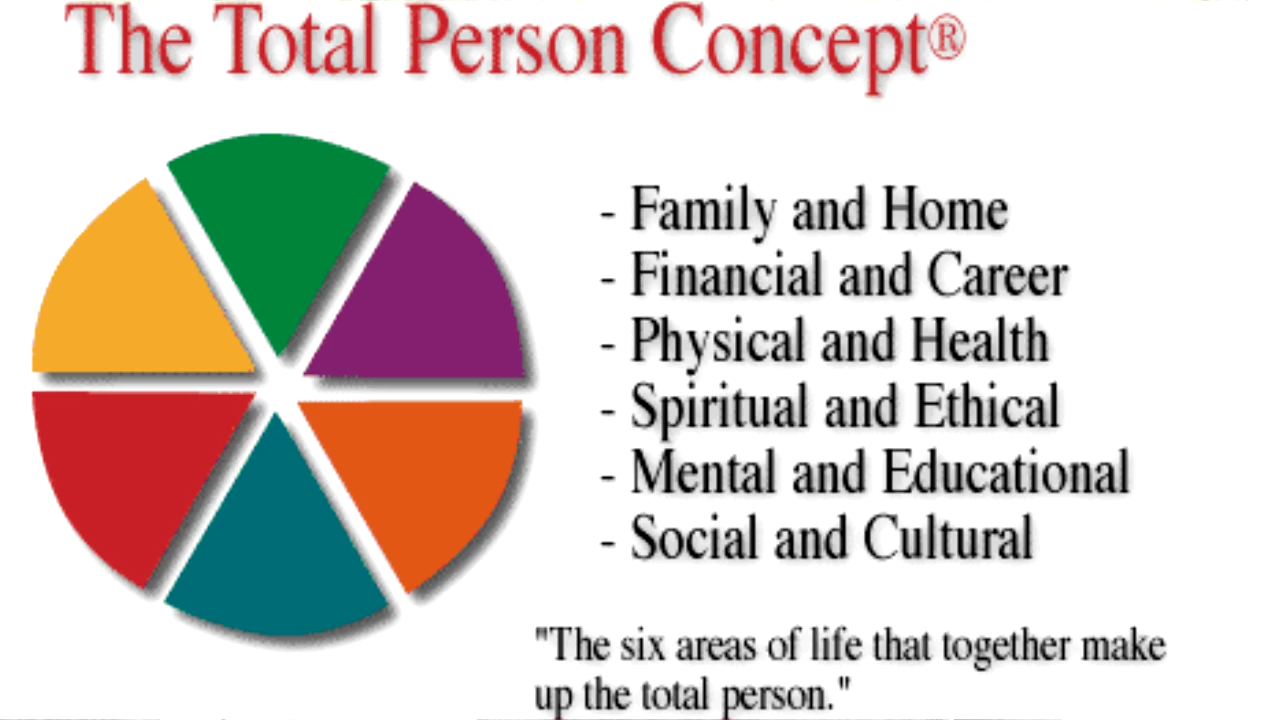 The Total Person Concept®
- Family and Home
- Financial and Career
- Physical and Health
- Spiritual and Ethical
- Mental and Educational
- Social and Cultural
"The six areas of life that together make
up the total person."